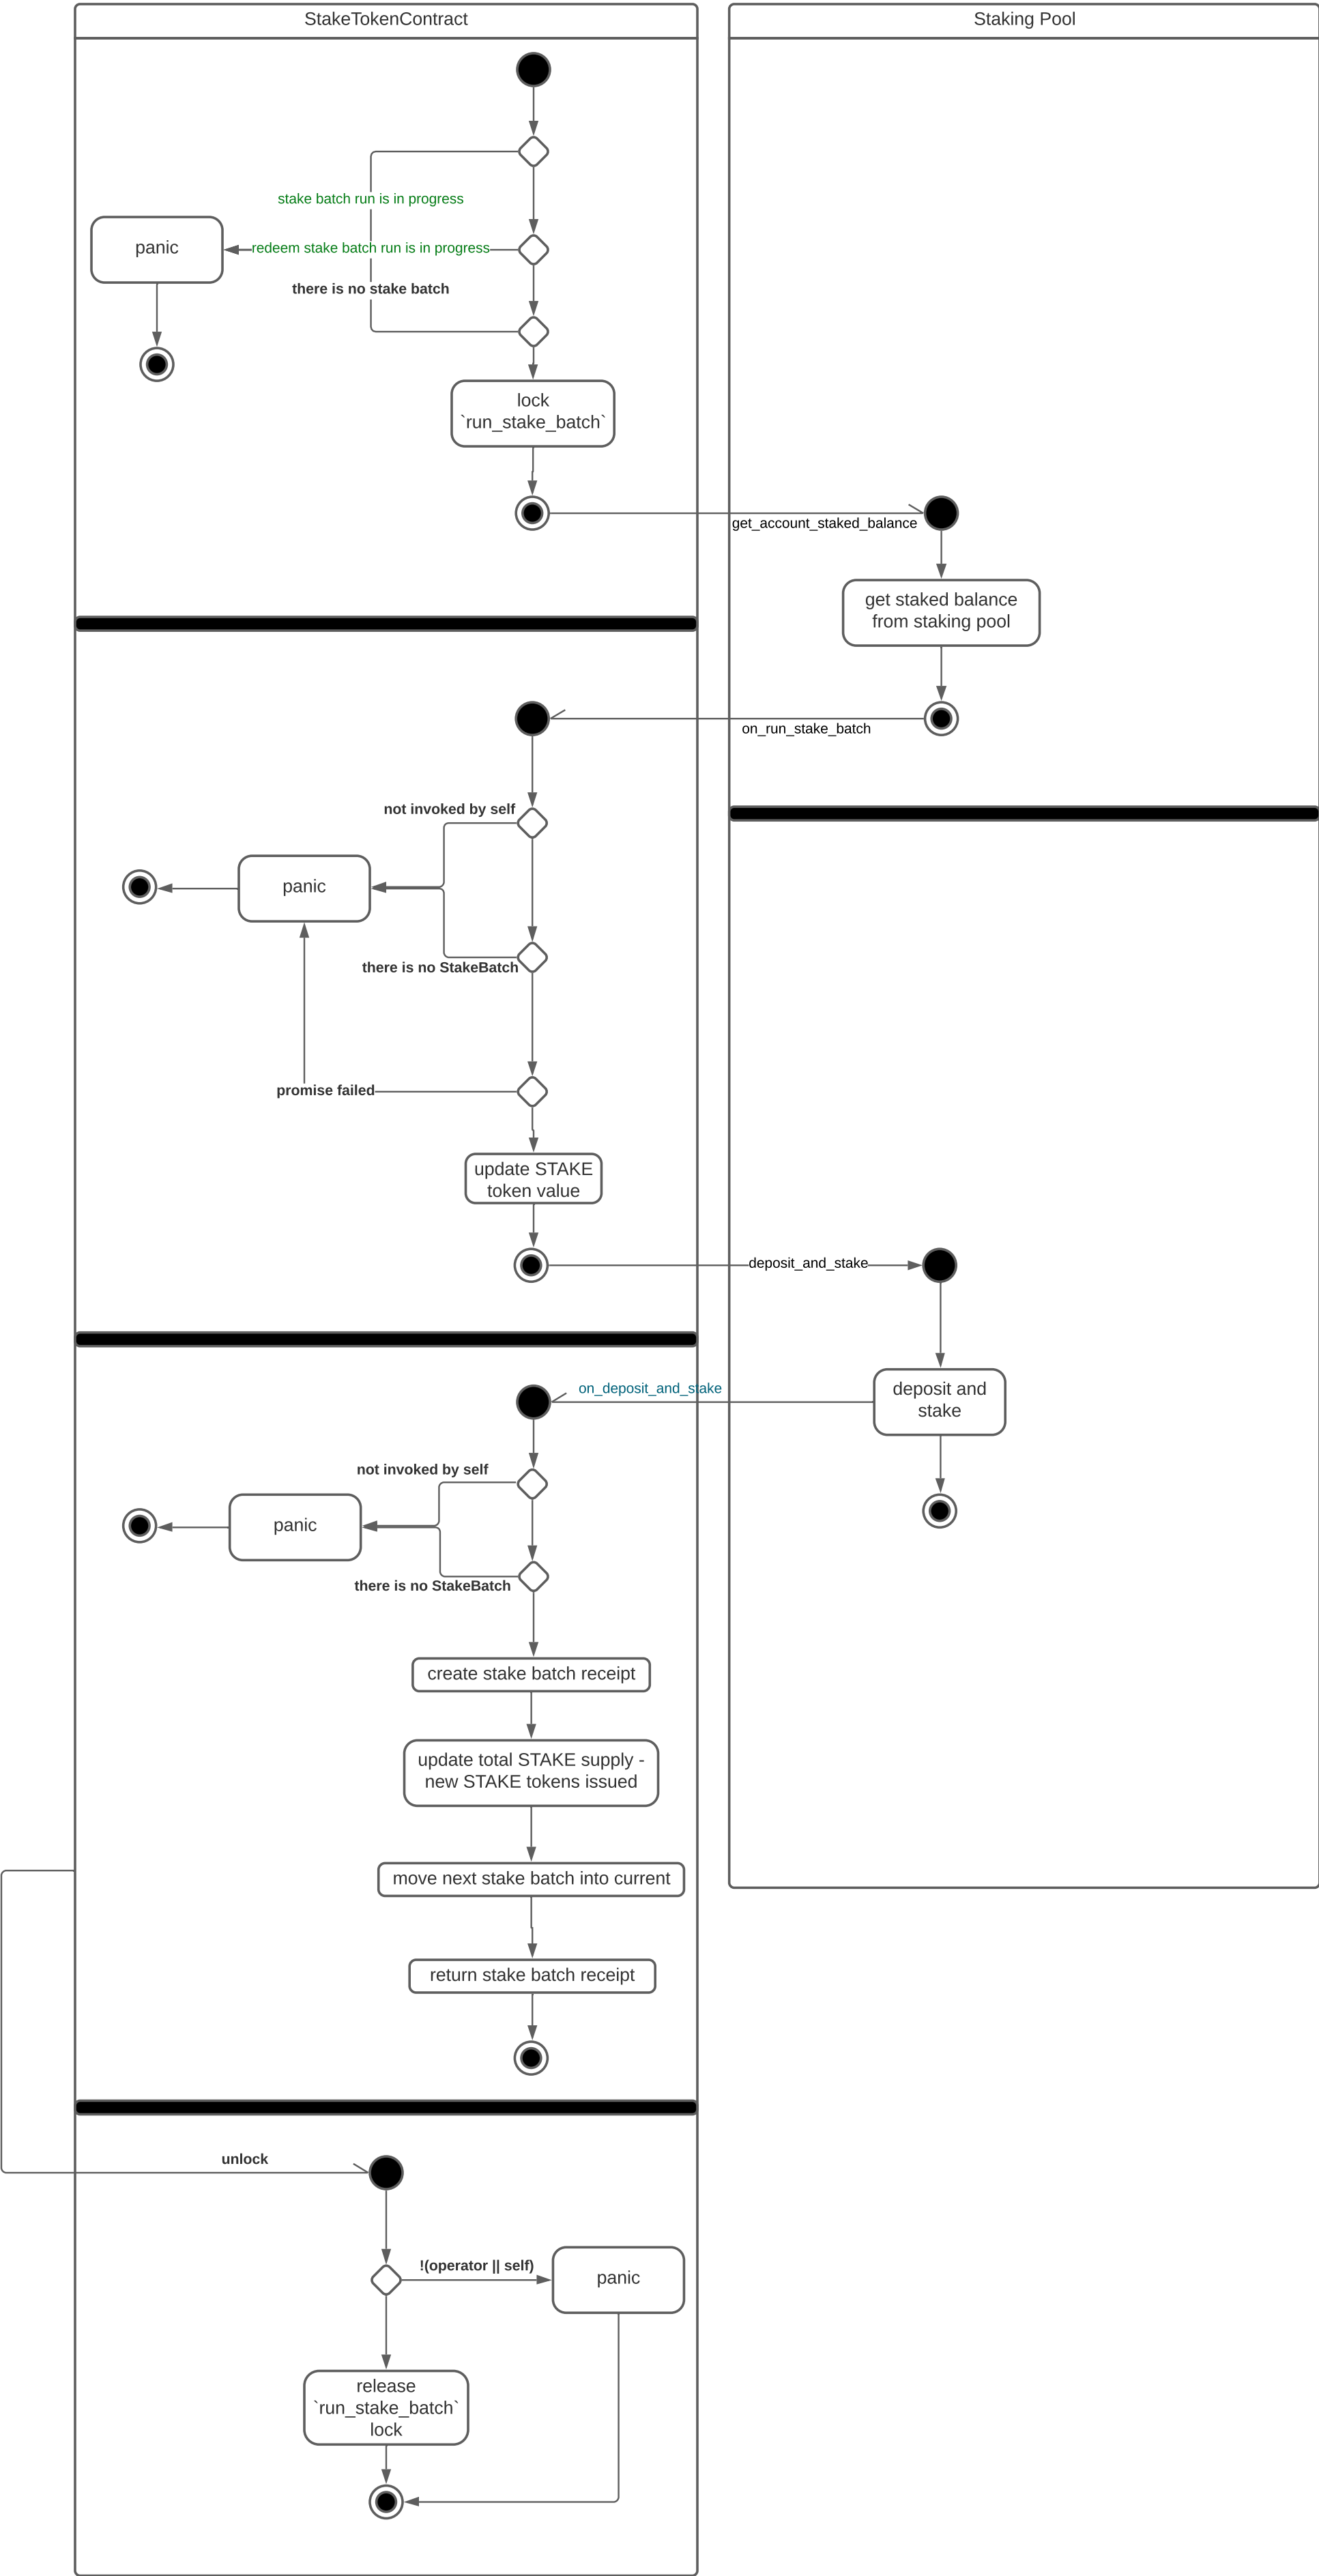 StakeTokenContract
Staking Pool
stake batch run is in progress
panic
redeem stake batch run is in progress
there is no stake batch
lock
`run_stake_batch`
get_account_staked_balance
get staked balance
from staking pool
on_run_stake_batch
not invoked by self
panic
there is no StakeBatch
promise failed
update STAKE
token value
deposit_and_stake
on_deposit_and_stake
deposit and
stake
not invoked by self
panic
there is no StakeBatch
create stake batch receipt
update total STAKE supply -
new STAKE tokens issued
move next stake batch into current
return stake batch receipt
unlock
!(operator || self)
panic
release
`run_stake_batch`
lock